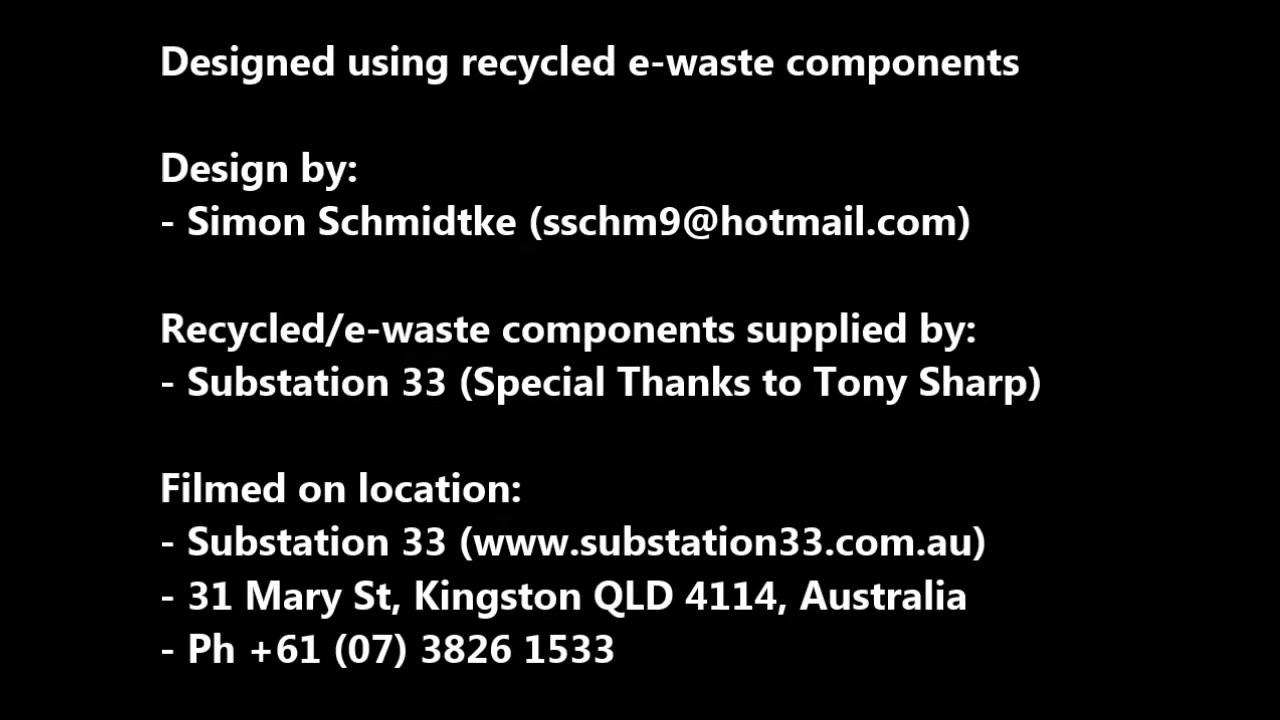 Designed using recycled e-waste components
Design by:
- Simon Schmidtke (sschm9@hotmail.com)
Recycled/e-waste components supplied by:
- Substation 33 (Special Thanks to Tony Sharp)
Filmed on location:
- Substation 33 (www.substation33.com.au)
- 31 Mary St, Kingston QLD 4114, Australia
- Ph +61 (07) 3826 1533